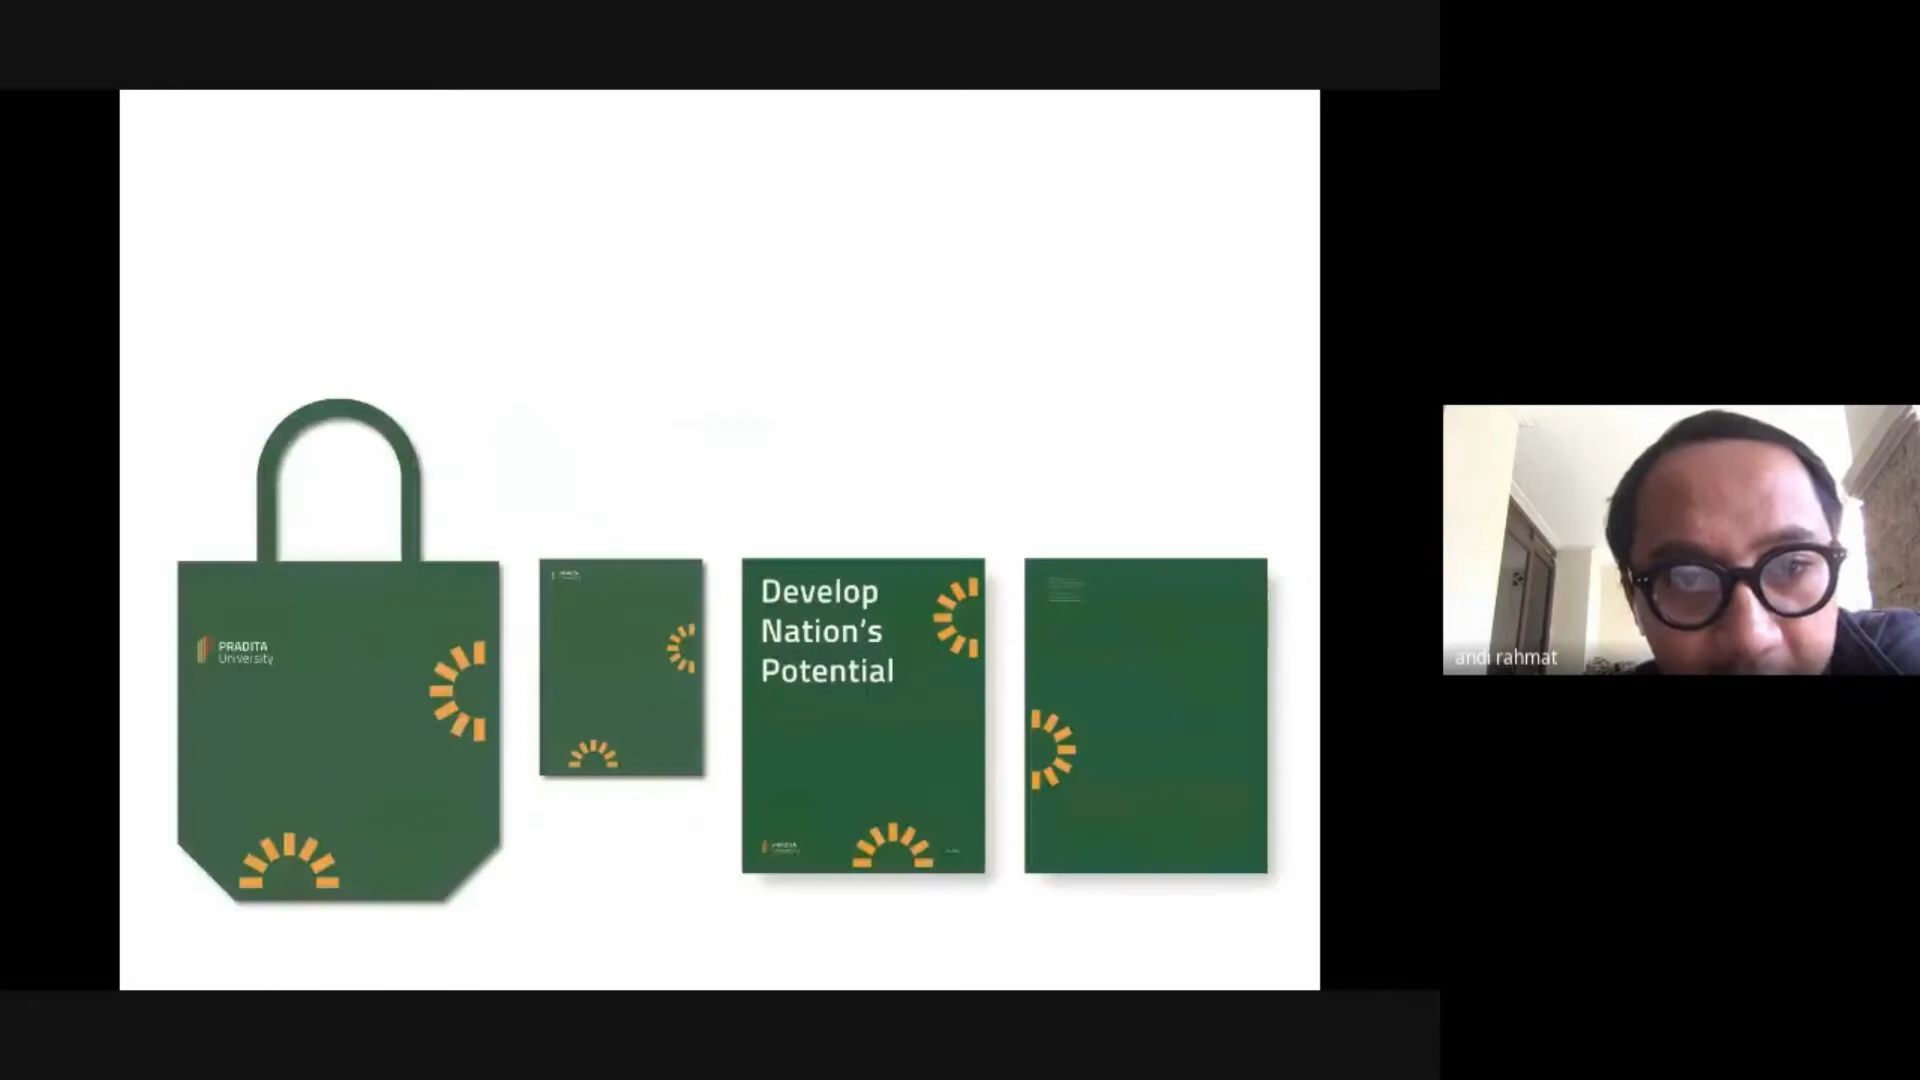 PRADITA
University
Develop
Nation's
Potential
andi rahmat